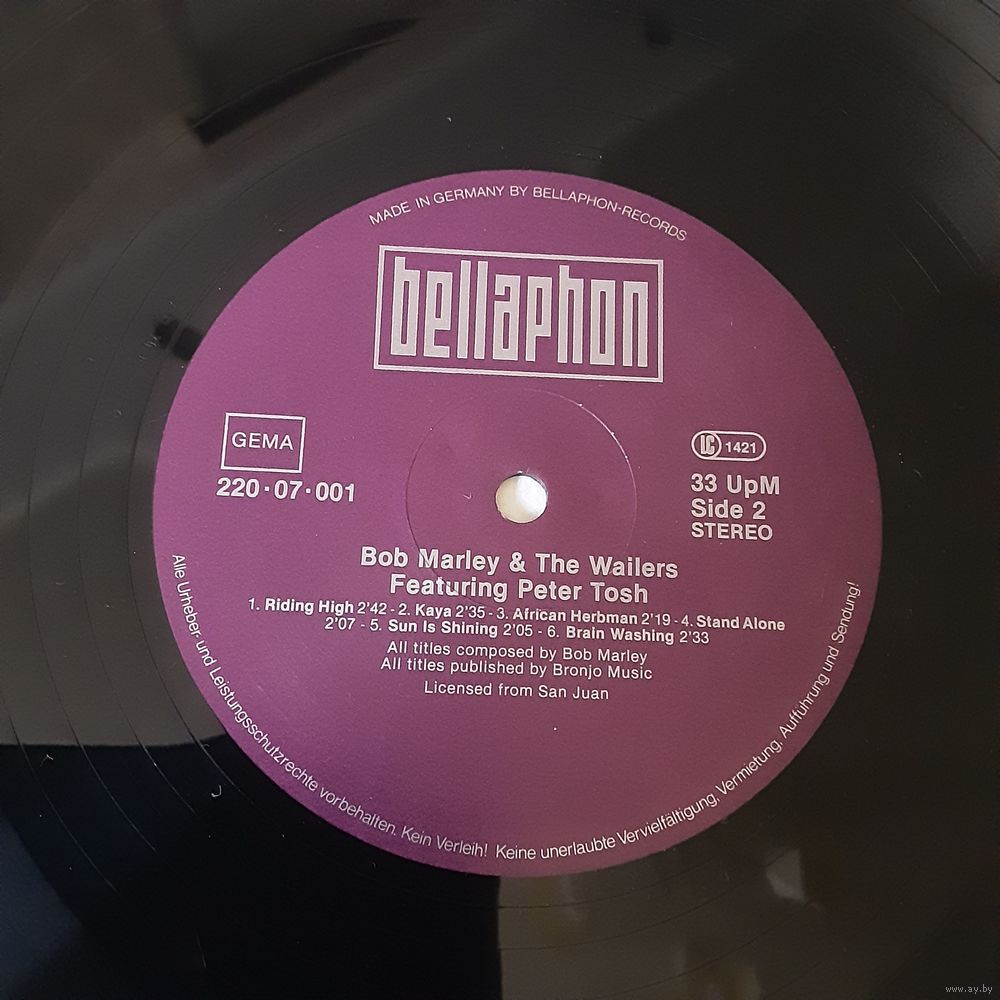 MADE IN GERMANY BY BELLAPHON-RECORDS
bellaphon
GEMA
220·07·001
LC 1421
33 UpM
Side 2
STEREO
Bob Marley & The Wailers
Featuring Peter Tosh
1. Riding High 2'42 - 2. Kaya 2'35 - 3. African Herbman 2'19 - 4. Stand Alone
2'07 - 5. Sun Is Shining 2'05 - 6. Brain Washing 2'33
All titles composed by Bob Marley
All titles published by Bronjo Music
Licensed from San Juan
Alle Urheber- und Leistungsschutzrechte vorbehalten. Kein Verleih! Keine unerlaubte Vervielfältigung, Vermietung, Aufführung und Sendung!
www.ay.by